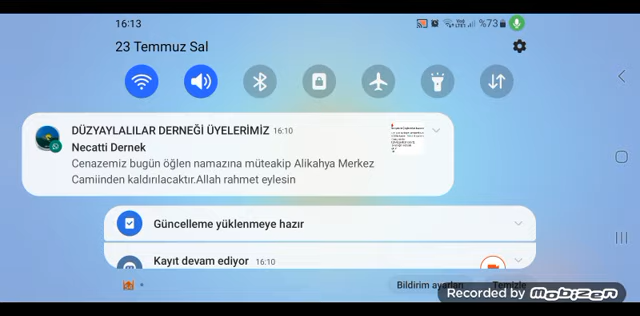 16:13
%73
23 Temmuz Sal
DÜZYAYLALILAR DERNEĞİ ÜYELERİMİZ 16:10
Necatti Dernek
Cenazemiz bugün öğlen namazına müteakip Alikahya Merkez
Camiinden kaldırılacaktır.Allah rahmet eylesin
Güncelleme yüklenmeye hazır
Kayıt devam ediyor 16:10
Bildirim ayarları
Temizle
Recorded by mobizen